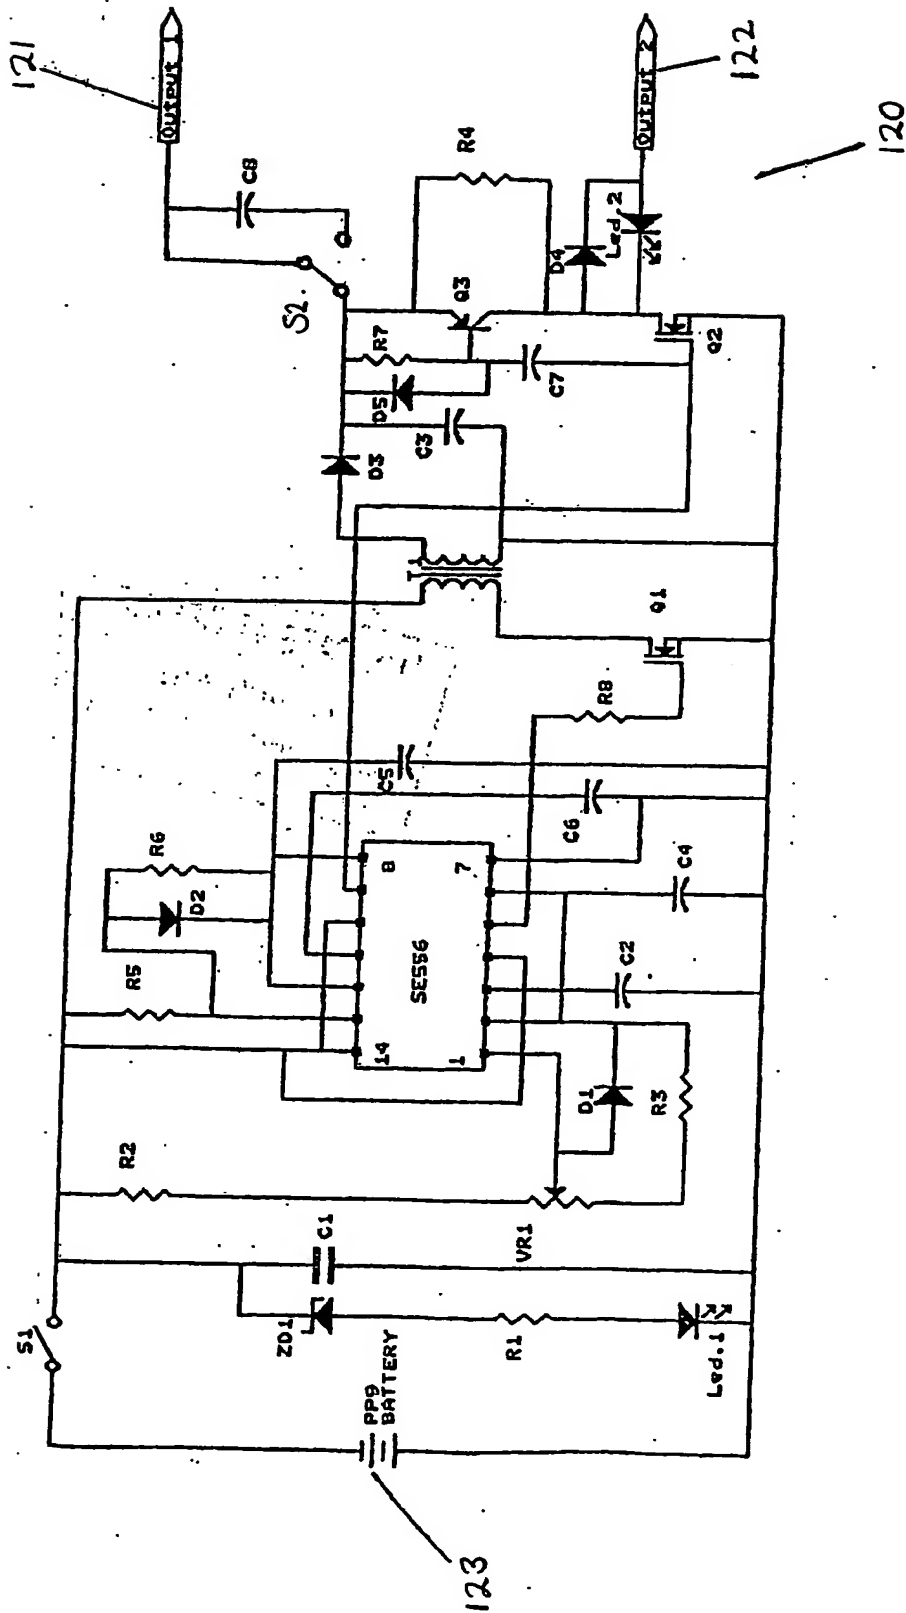 121
Output 1
C8
S2.
R4
Output 2
122
120
Led.2
D4
Q3
R7
D5
C7
Q2
C3
D3
T1
Q1
R8
C5
C6
R6
D2
R5
8
7
SE556
14
1
C4
C2
D1
R3
R2
VR1
C1
ZD1
R1
Led.1
S1
PP9
BATTERY
123